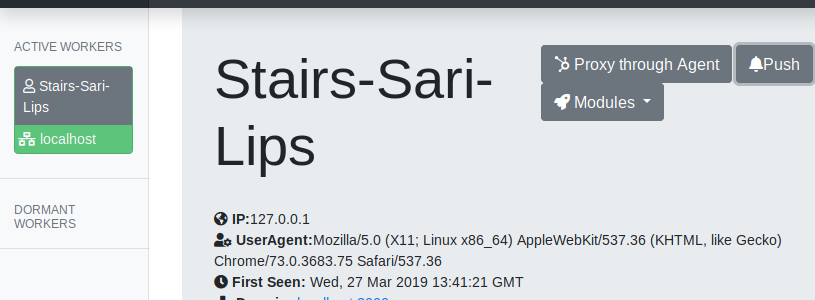 ACTIVE WORKERS
Stairs-Sari-
Lips
localhost
DORMANT
WORKERS
Stairs-Sari-
Lips
Proxy through Agent
Push
Modules
IP:127.0.0.1
UserAgent:Mozilla/5.0 (X11; Linux x86_64) AppleWebKit/537.36 (KHTML, like Gecko)
Chrome/73.0.3683.75 Safari/537.36
First Seen: Wed, 27 Mar 2019 13:41:21 GMT